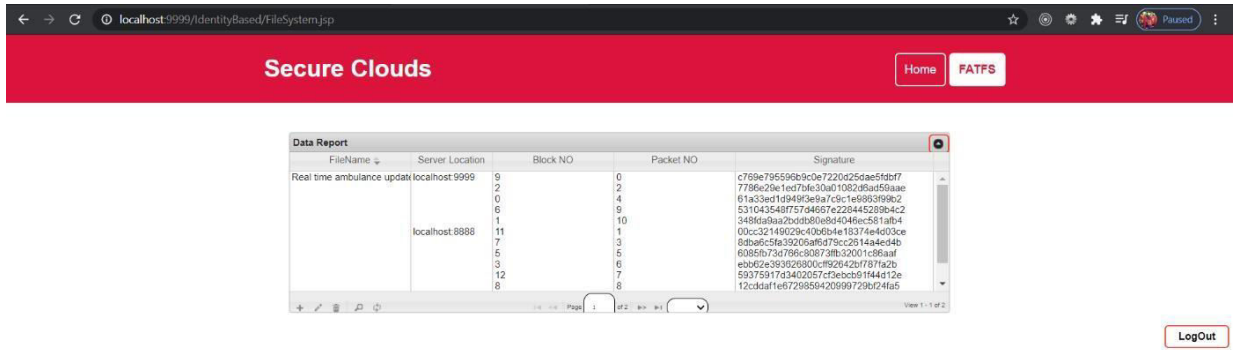 localhost:9999/IdentityBased/FileSystem.jsp
Paused
Secure Clouds
Home
FATFS
Data Report
FileName Server Location Block NO Packet NO Signature
Real time ambulance updat localhost:9999 9 0 c769e795596b9c0e7220d25dae5fdbf7
2 2 7786e29e1ed7bfe30a01082d6ad59aae
0 4 61a33ed1d949f3e9a7c9c1e9863f99b2
6 9 531043548f757d4667e228445289b4c2
1 10 348fda9aa2bddb80e8d4046ec581afb4
localhost:8888 11 1 00cc32149029c40b6b4e18374e4d03ce
7 3 8dba6c5fa39206af6d79cc2614a4ed4b
5 5 6085fb73d766c80873ffb32001c86aaf
3 6 ebb62e393626800cff92642bf787fa2b
12 7 59375917d3402057cf3ebcb91f44d12e
8 8 12cddaf1e6729859420999729bf24fa5
Page 1 of 2
View 1 - 1 of 2
LogOut